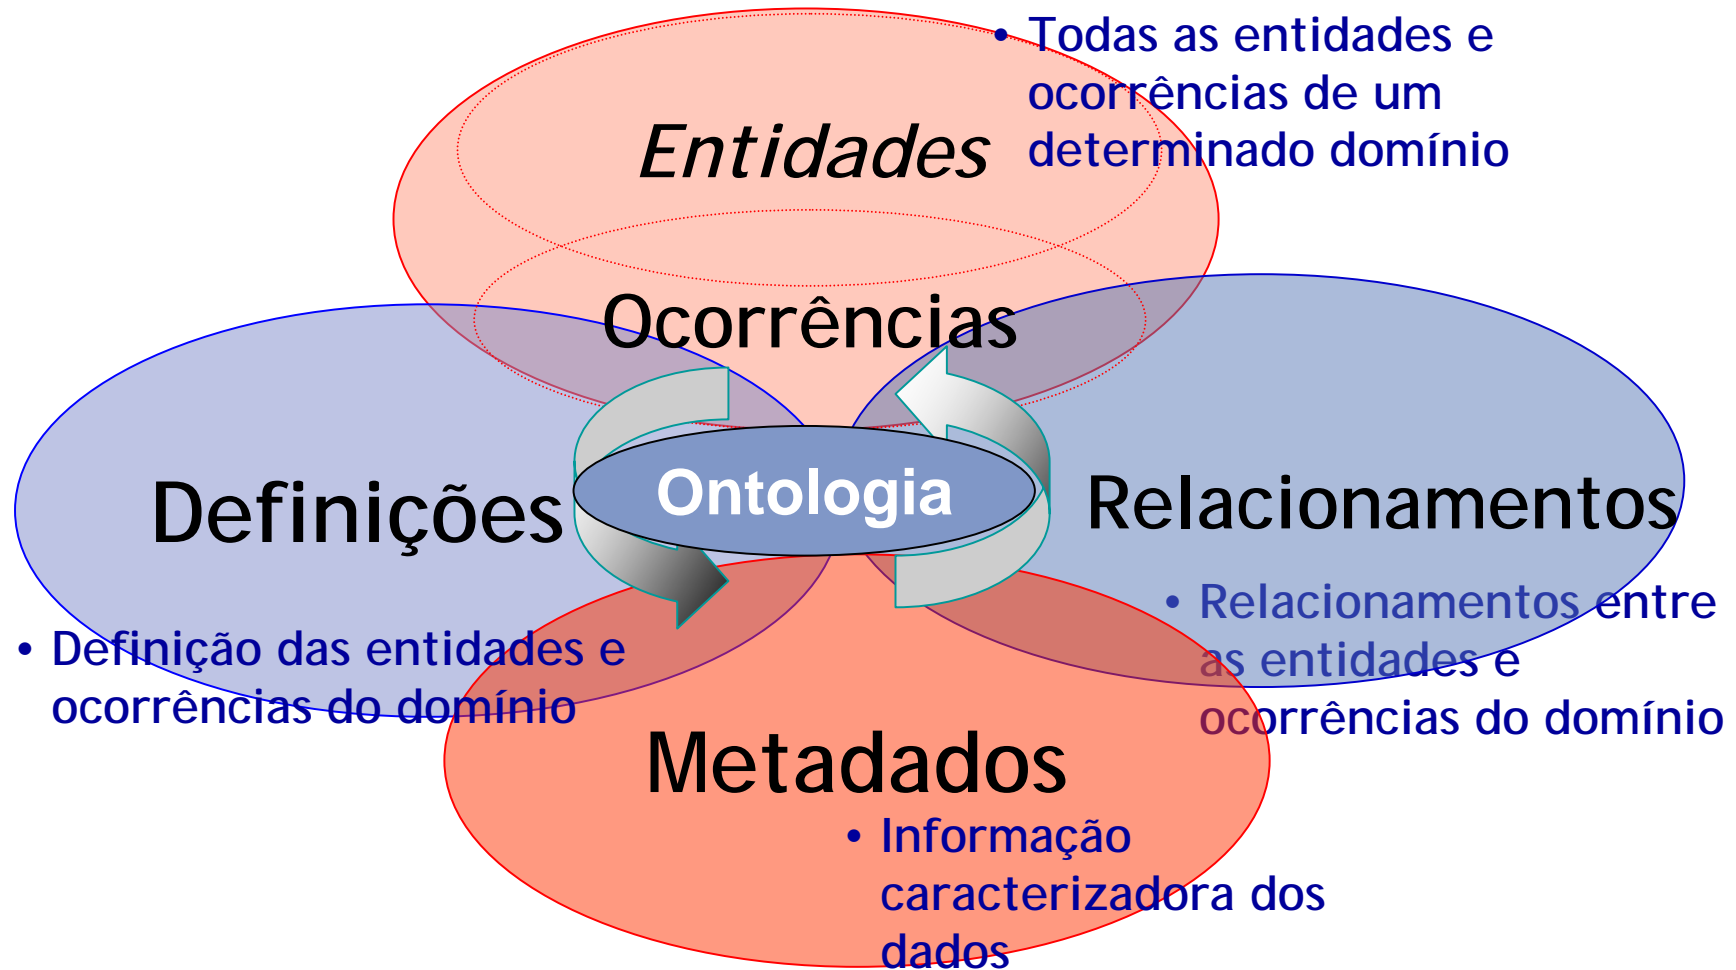 • Todas as entidades e
ocorrências de um
determinado domínio
Entidades
Ocorrências
Definições
Ontologia
Relacionamentos
• Relacionamentos entre
as entidades e
ocorrências do domínio
• Definição das entidades e
ocorrências do domínio
Metadados
• Informação
caracterizadora dos
dados